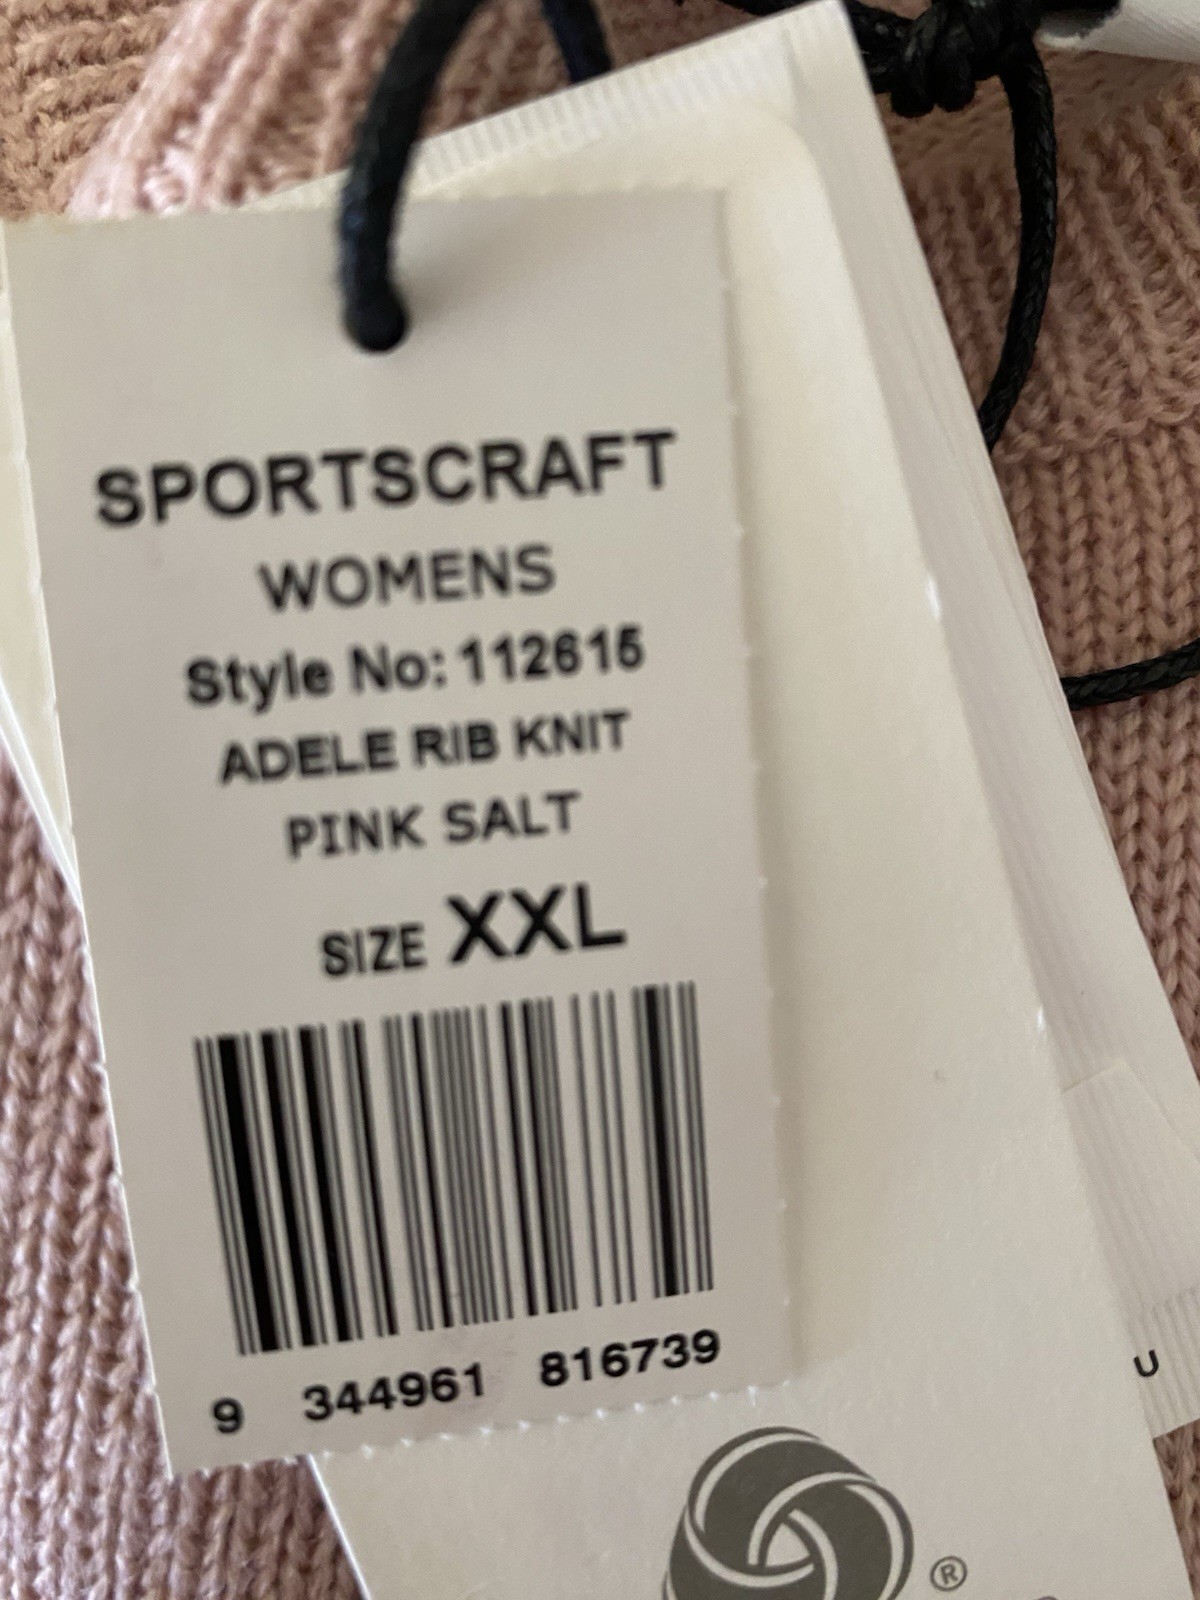 SPORTSCRAFT
WOMENS
Style No: 112615
ADELE RIB KNIT
PINK SALT
SIZE XXL
9 344961 816739
U
®